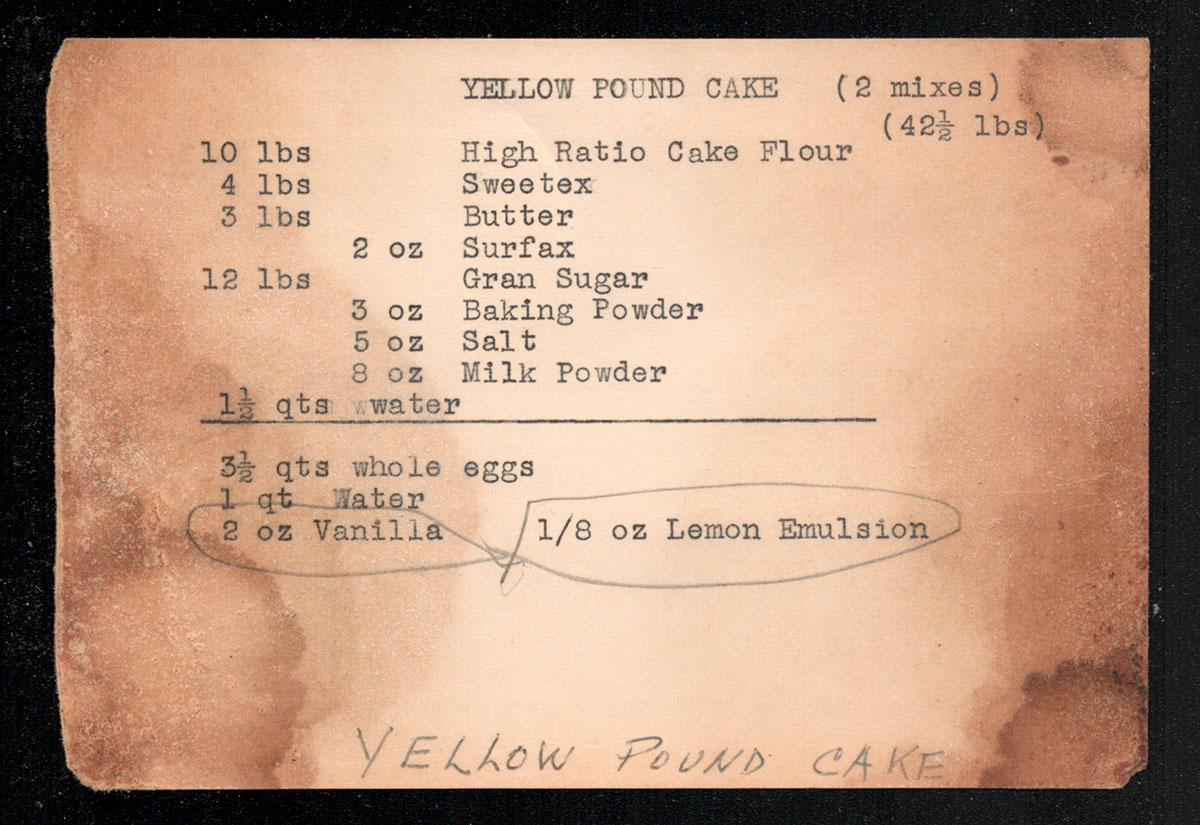 YELLOW POUND CAKE (2 mixes)
(42½ lbs)
10 lbs High Ratio Cake Flour
4 lbs Sweetex
3 lbs Butter
2 oz Surfax
12 lbs Gran Sugar
3 oz Baking Powder
5 oz Salt
8 oz Milk Powder
1½ qts wwater
3½ qts whole eggs
1 qt Water
2 oz Vanilla 1/8 oz Lemon Emulsion
YELLOW POUND CAKE